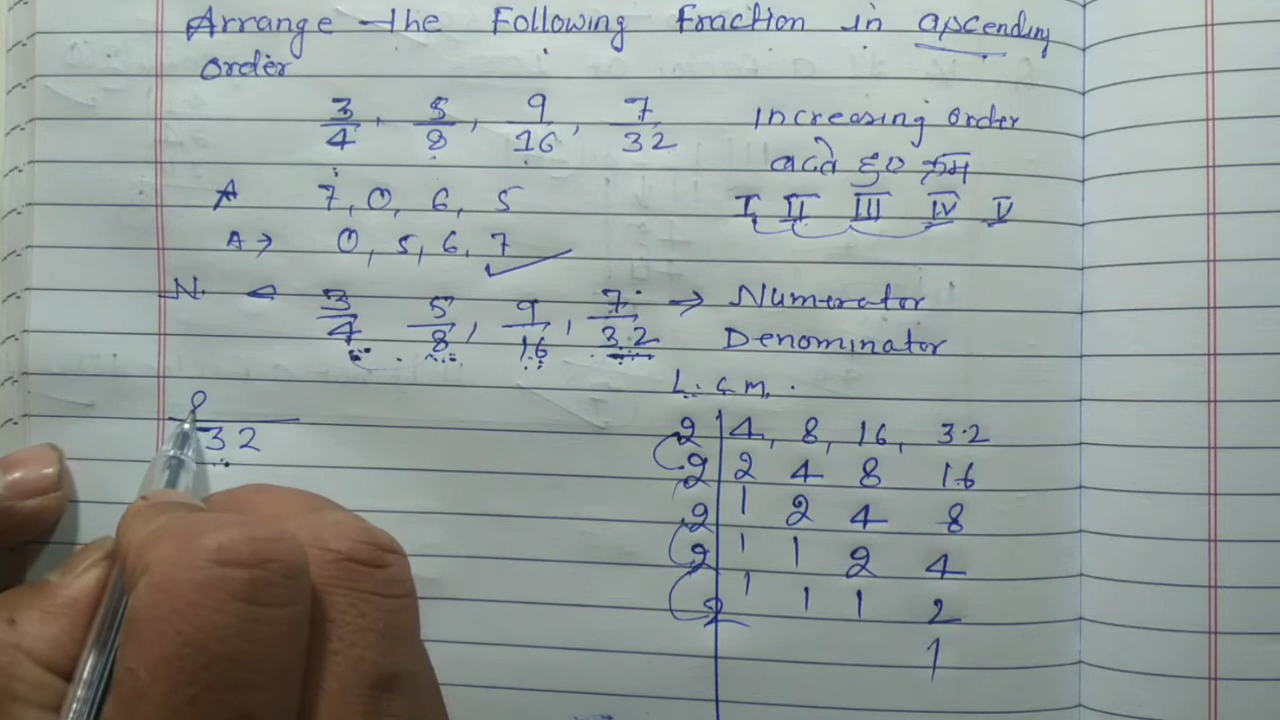 Arrange the Following Fraction in ascending
order
3/4, 5/8, 9/16, 7/32
Increasing order
बढते हुए क्रम
A 7, 0, 6, 5
I II III IV V
A → 0, 5, 6, 7 ✓
N. ← 3/4 5/8, 9/16, 7/32 → Numerator
Denominator
L.C.M.
8
32
2 | 4, 8, 16, 32
2 | 2 4 8 16
2 | 1 2 4 8
2 | 1 1 2 4
2 | 1 1 1 2
1